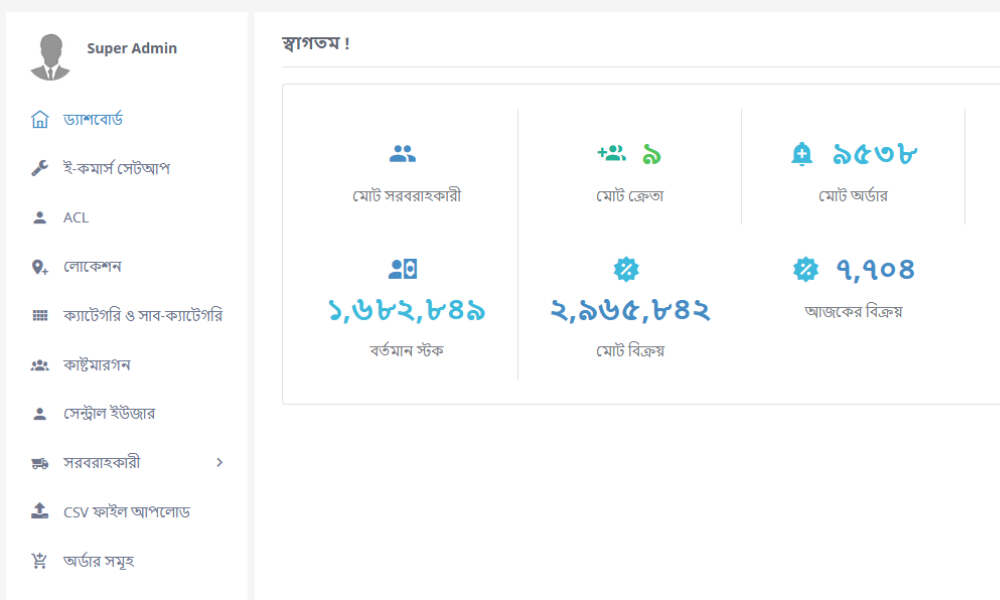 Super Admin
ড্যাশবোর্ড
ই-কমার্স সেটআপ
ACL
লোকেশন
ক্যাটেগরি ও সাব-ক্যাটেগরি
কাষ্টমারগন
সেন্ট্রাল ইউজার
সরবরাহকারী
CSV ফাইল আপলোড
অর্ডার সমূহ
স্বাগতম !
মোট সরবরাহকারী
৯
মোট ক্রেতা
৯৫৩৮
মোট অর্ডার
১,৬৮২,৮৪৯
বর্তমান স্টক
২,৯৬৫,৮৪২
মোট বিক্রয়
৭,৭০৪
আজকের বিক্রয়